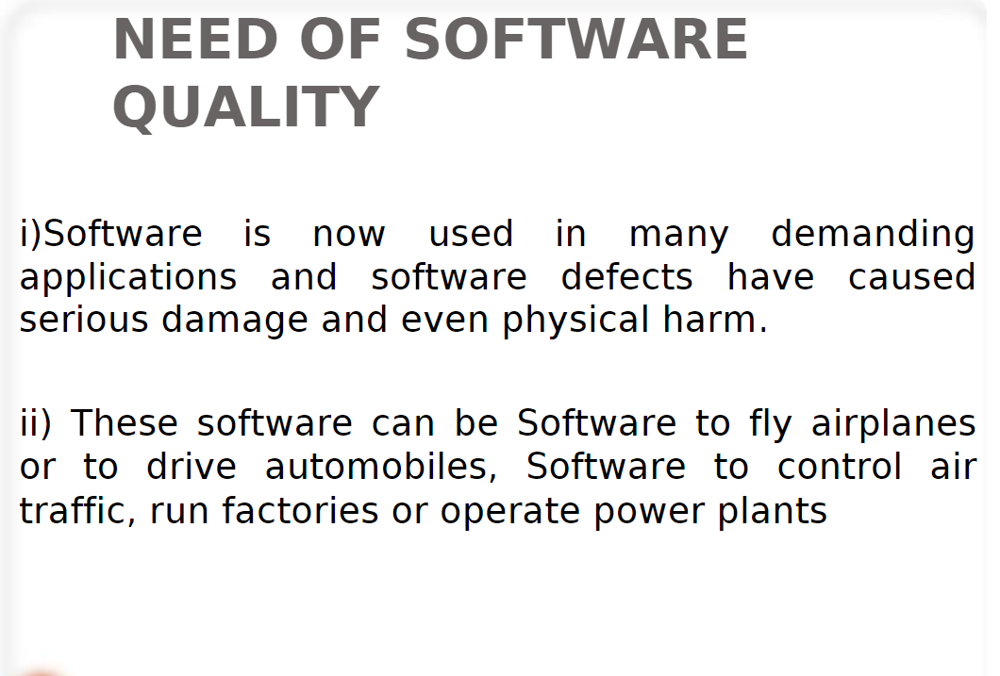 NEED OF SOFTWARE
QUALITY
i)Software is now used in many demanding
applications and software defects have caused
serious damage and even physical harm.
ii) These software can be Software to fly airplanes
or to drive automobiles, Software to control air
traffic, run factories or operate power plants